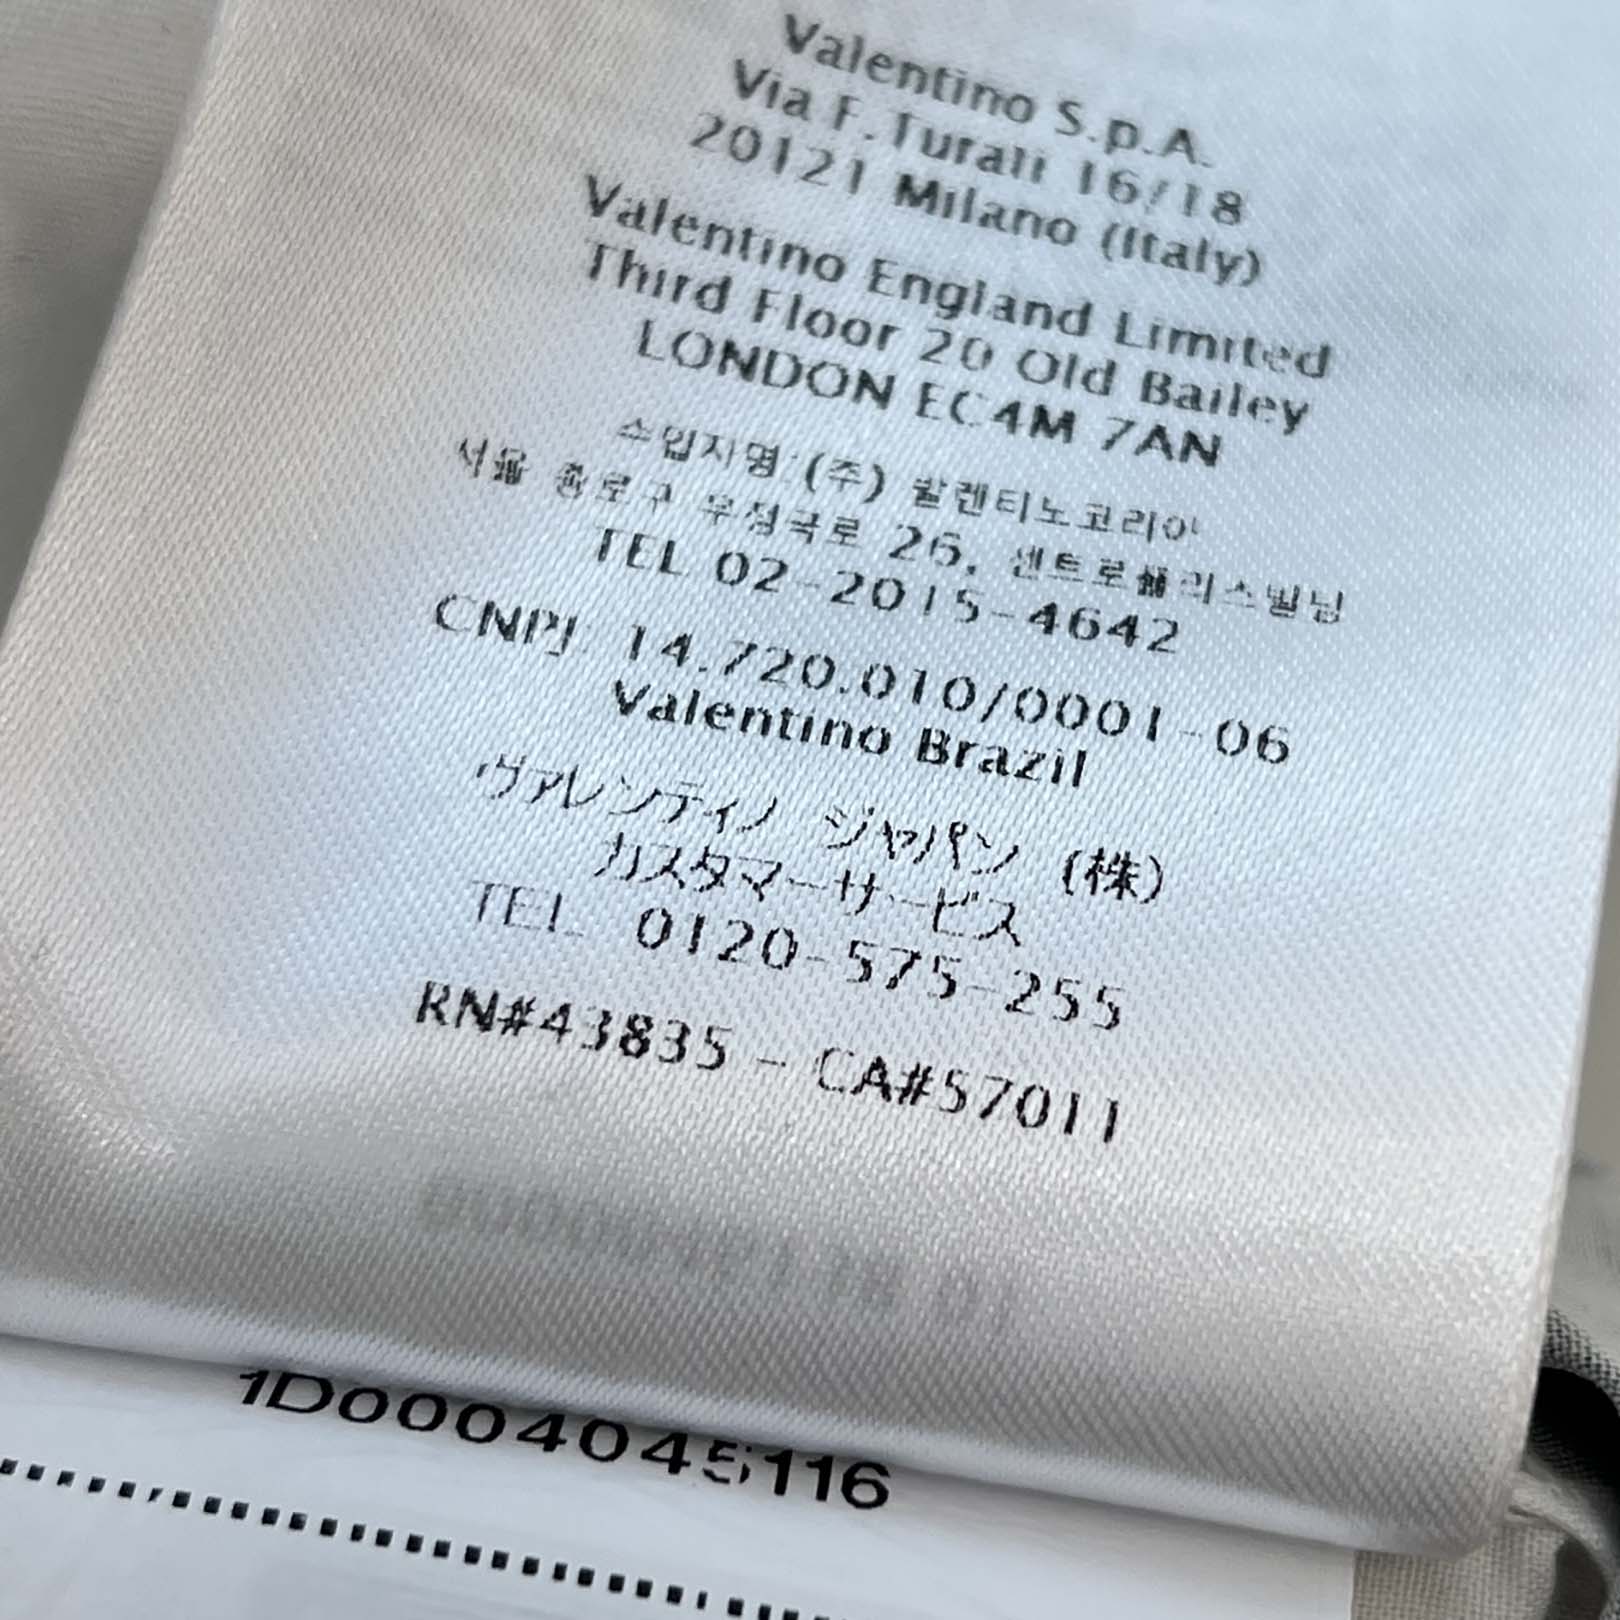 Valentino S.p.A.
Via F.Turati 16/18
20121 Milano (Italy)
Valentino England Limited
Third Floor 20 Old Bailey
LONDON EC4M 7AN
수입자명:(주) 발렌티노코리아
서울 종로구 우정국로 26, 센트로폴리스빌딩
TEL 02-2015-4642
CNPJ: 14.720.010/0001-06
Valentino Brazil
ヴァレンティノ ジャパン (株)
カスタマーサービス
TEL 0120-575-255
RN#43835 - CA#57011
1D0004045116